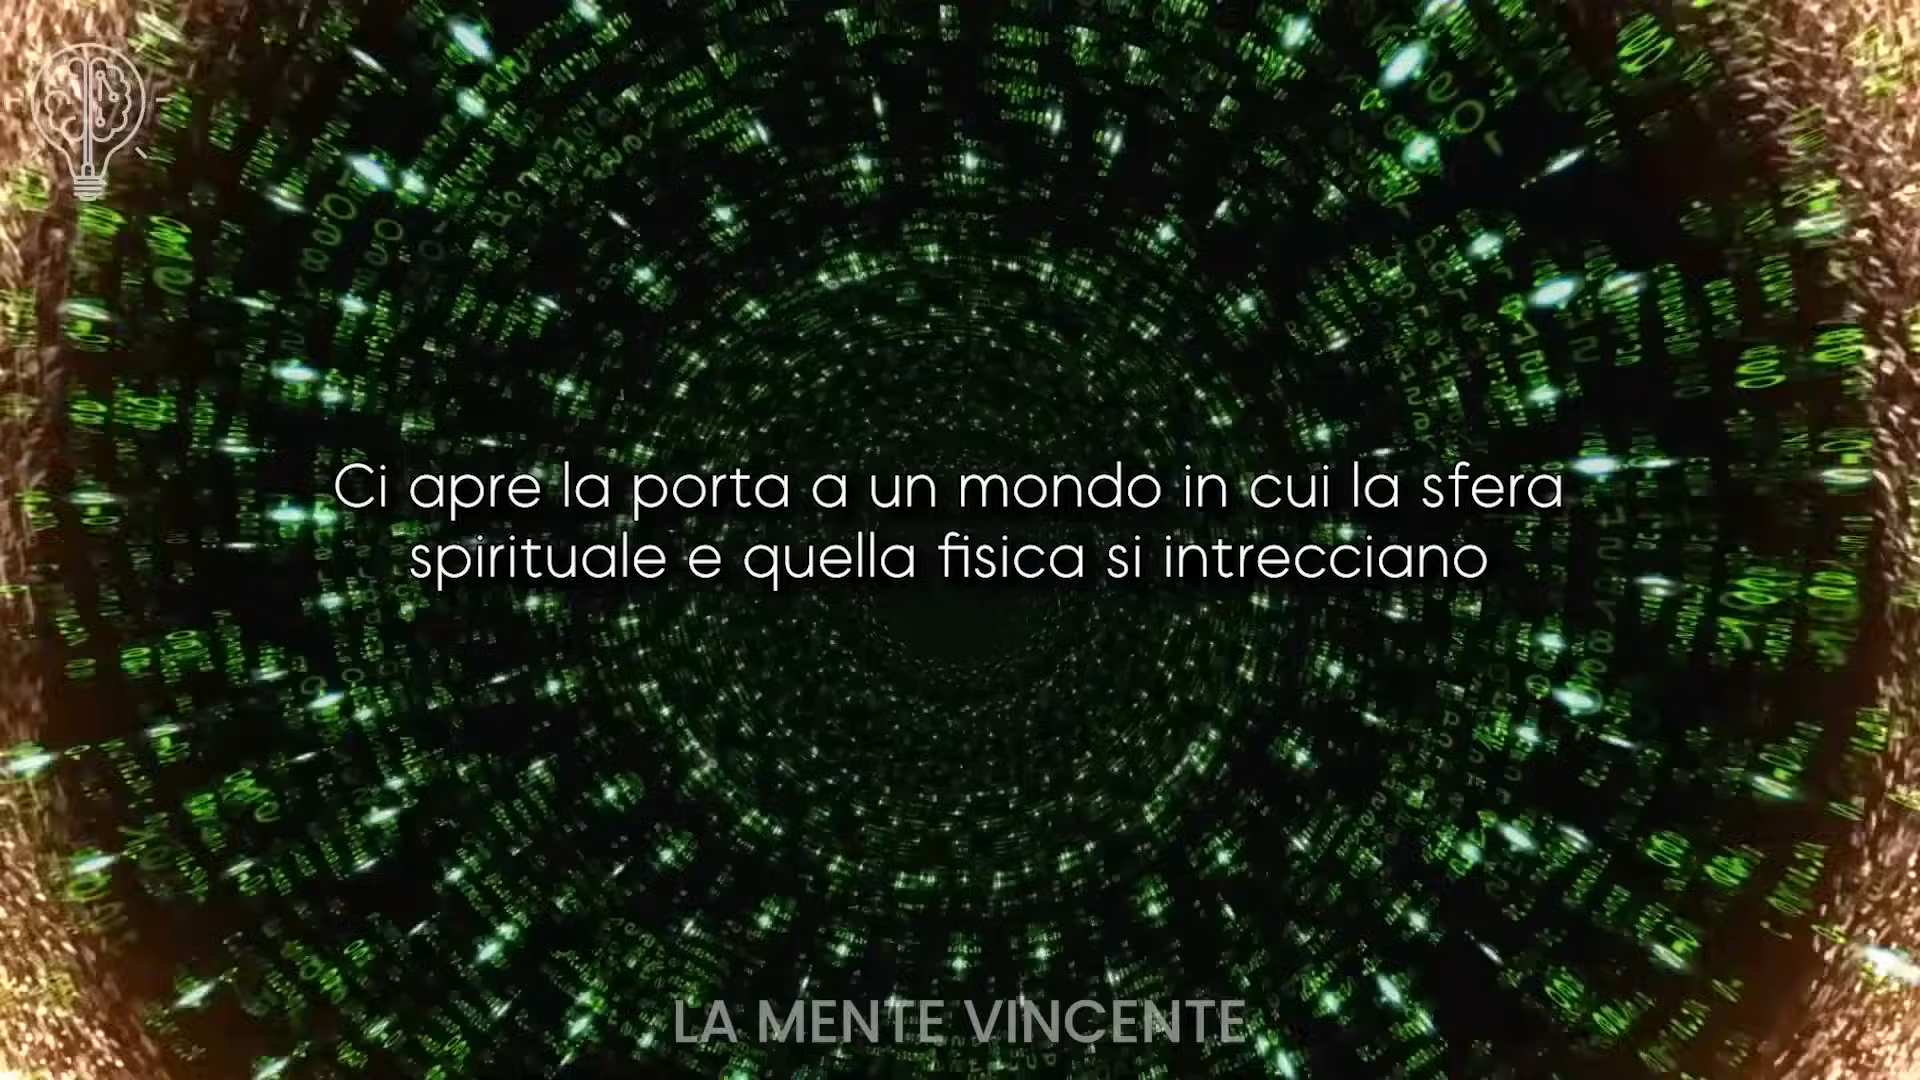 Ci apre la porta a un mondo in cui la sfera
spirituale e quella fisica si intrecciano
LA MENTE VINCENTE